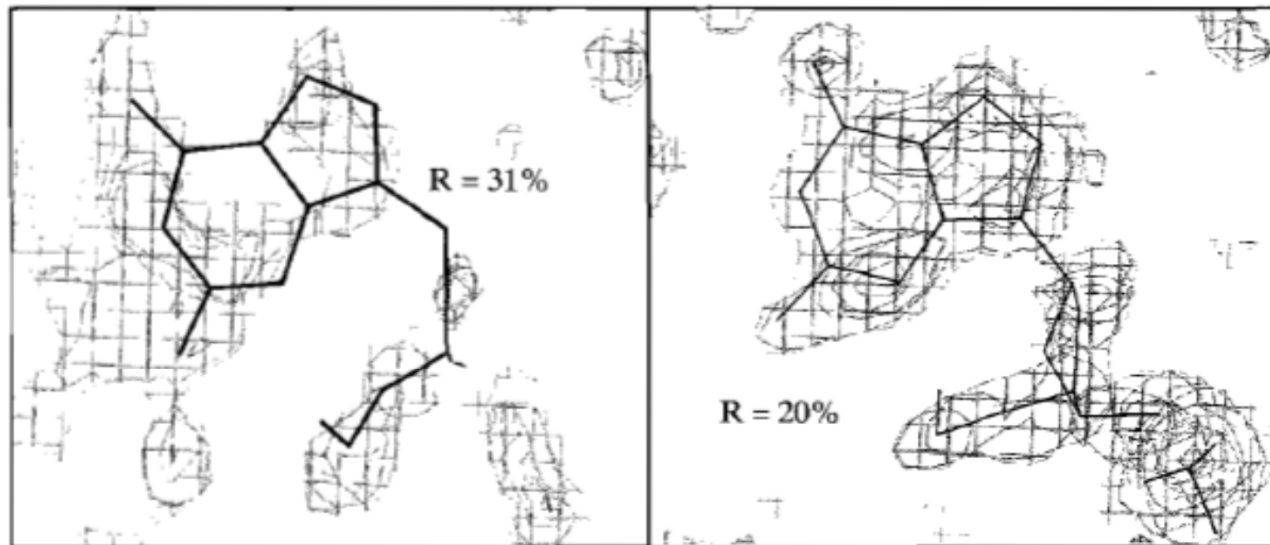 R = 31%
R = 20%